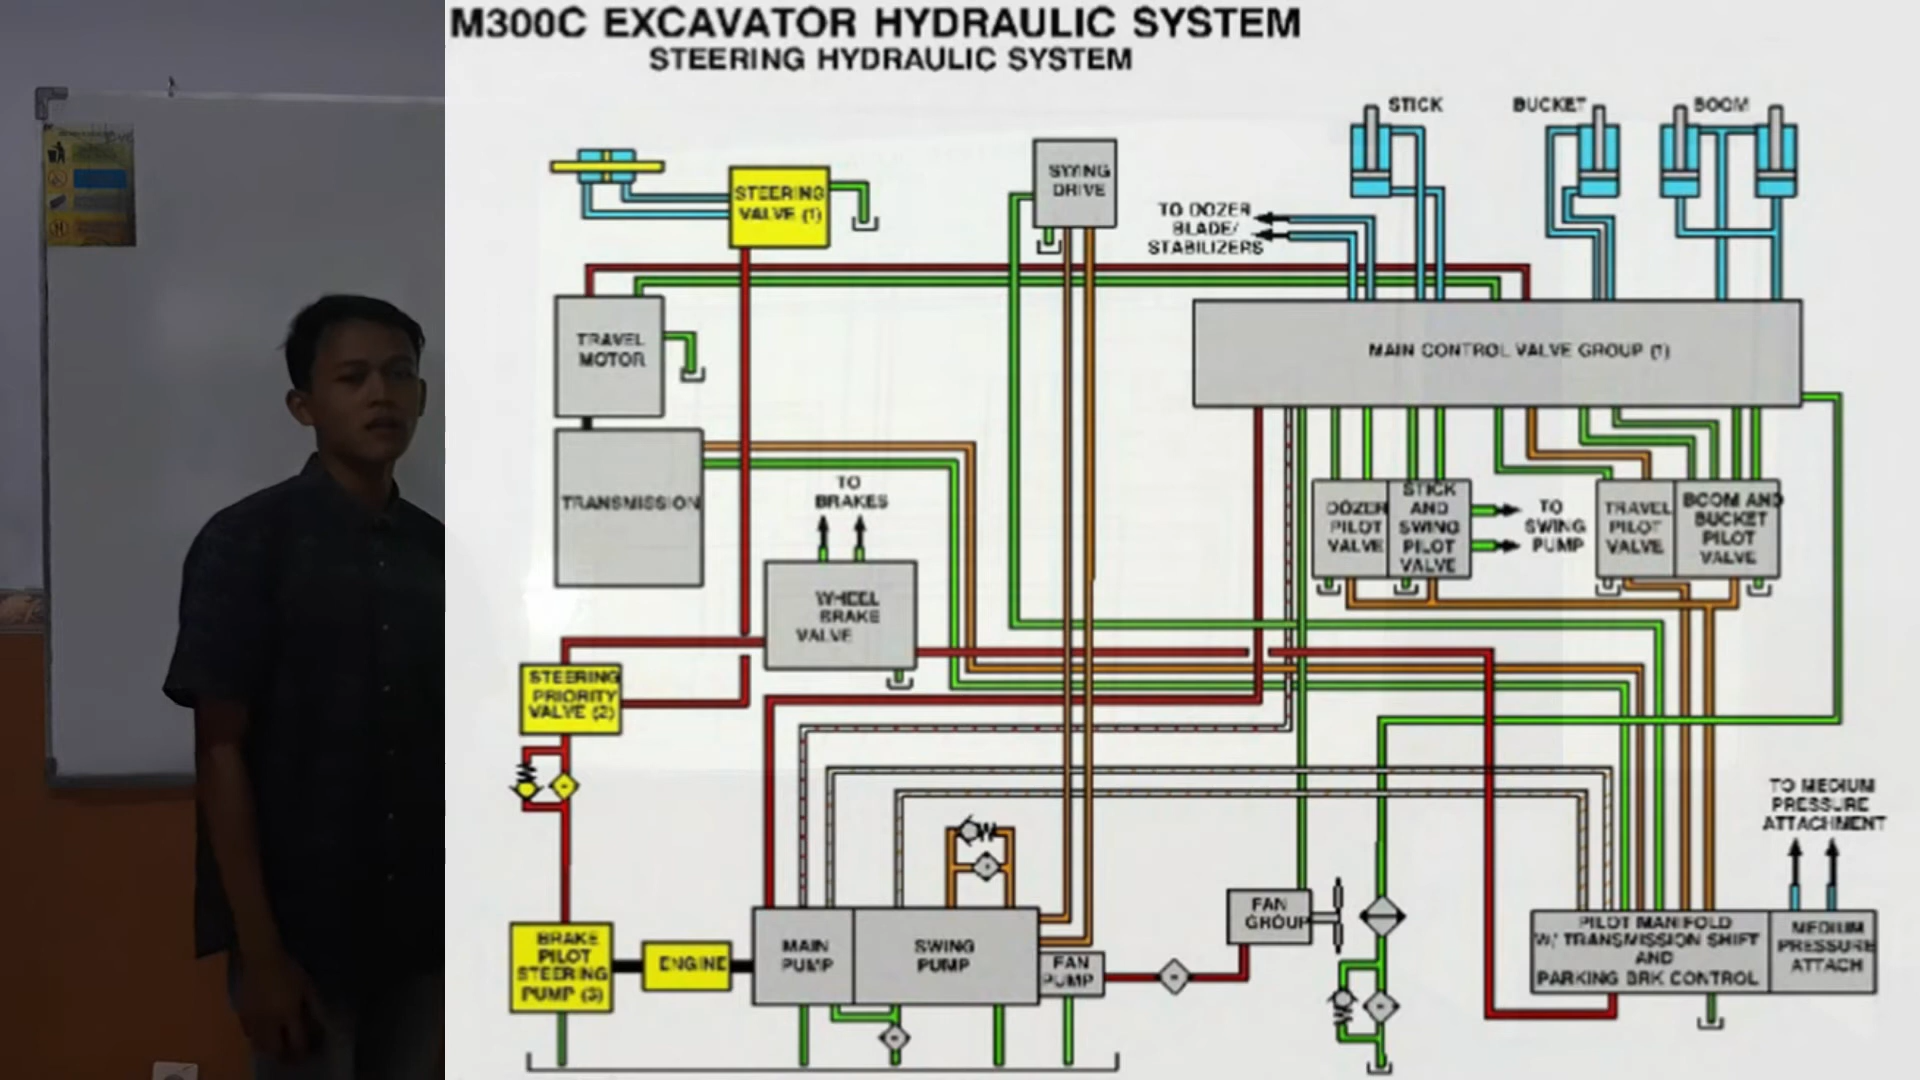 M300C EXCAVATOR HYDRAULIC SYSTEM
STEERING HYDRAULIC SYSTEM
STICK
BUCKET
BOOM
STEERING
VALVE (1)
SWING
DRIVE
TO DOZER
BLADE/
STABILIZERS
TRAVEL
MOTOR
MAIN CONTROL VALVE GROUP (1)
TRANSMISSION
TO
BRAKES
DOZER
PILOT
VALVE
STICK
AND
SWING
PILOT
VALVE
TO
SWING
PUMP
TRAVEL
PILOT
VALVE
BOOM AND
BUCKET
PILOT
VALVE
WHEEL
BRAKE
VALVE
STEERING
PRIORITY
VALVE (2)
TO MEDIUM
PRESSURE
ATTACHMENT
BRAKE
PILOT
STEERING
PUMP (3)
ENGINE
MAIN
PUMP
SWING
PUMP
FAN
PUMP
FAN
GROUP
PILOT MANIFOLD
W/ TRANSMISSION SHIFT
AND
PARKING BRK CONTROL
MEDIUM
PRESSURE
ATTACH